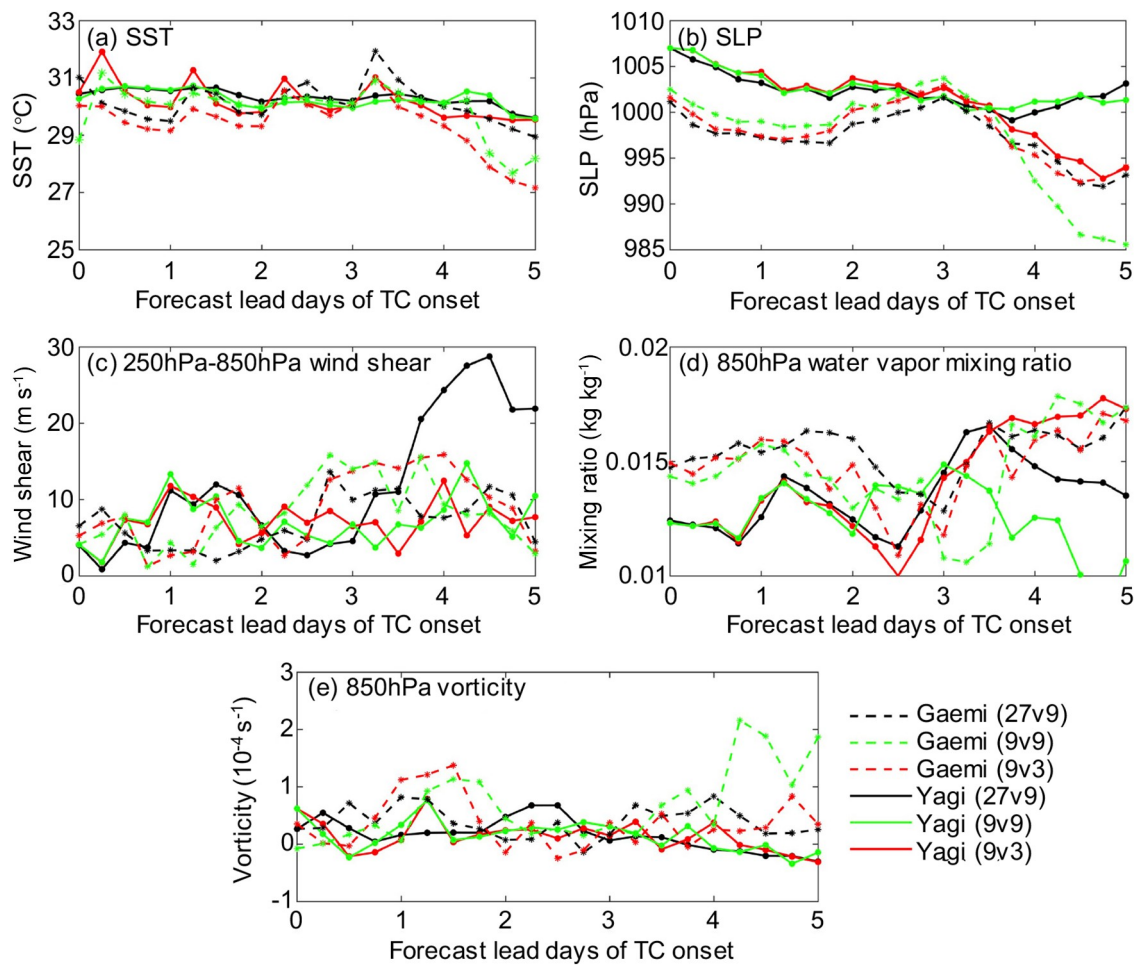 (a) SST
33
31
29
27
25
SST (°C)
0 1 2 3 4 5
Forecast lead days of TC onset
(b) SLP
1010
1005
1000
995
990
985
SLP (hPa)
0 1 2 3 4 5
Forecast lead days of TC onset
(c) 250hPa-850hPa wind shear
30
20
10
0
Wind shear (m s⁻¹)
0 1 2 3 4 5
Forecast lead days of TC onset
(d) 850hPa water vapor mixing ratio
0.02
0.015
0.01
Mixing ratio (kg kg⁻¹)
0 1 2 3 4 5
Forecast lead days of TC onset
(e) 850hPa vorticity
3
2
1
0
-1
Vorticity (10⁻⁴ s⁻¹)
0 1 2 3 4 5
Forecast lead days of TC onset
Gaemi (27v9)
Gaemi (9v9)
Gaemi (9v3)
Yagi (27v9)
Yagi (9v9)
Yagi (9v3)